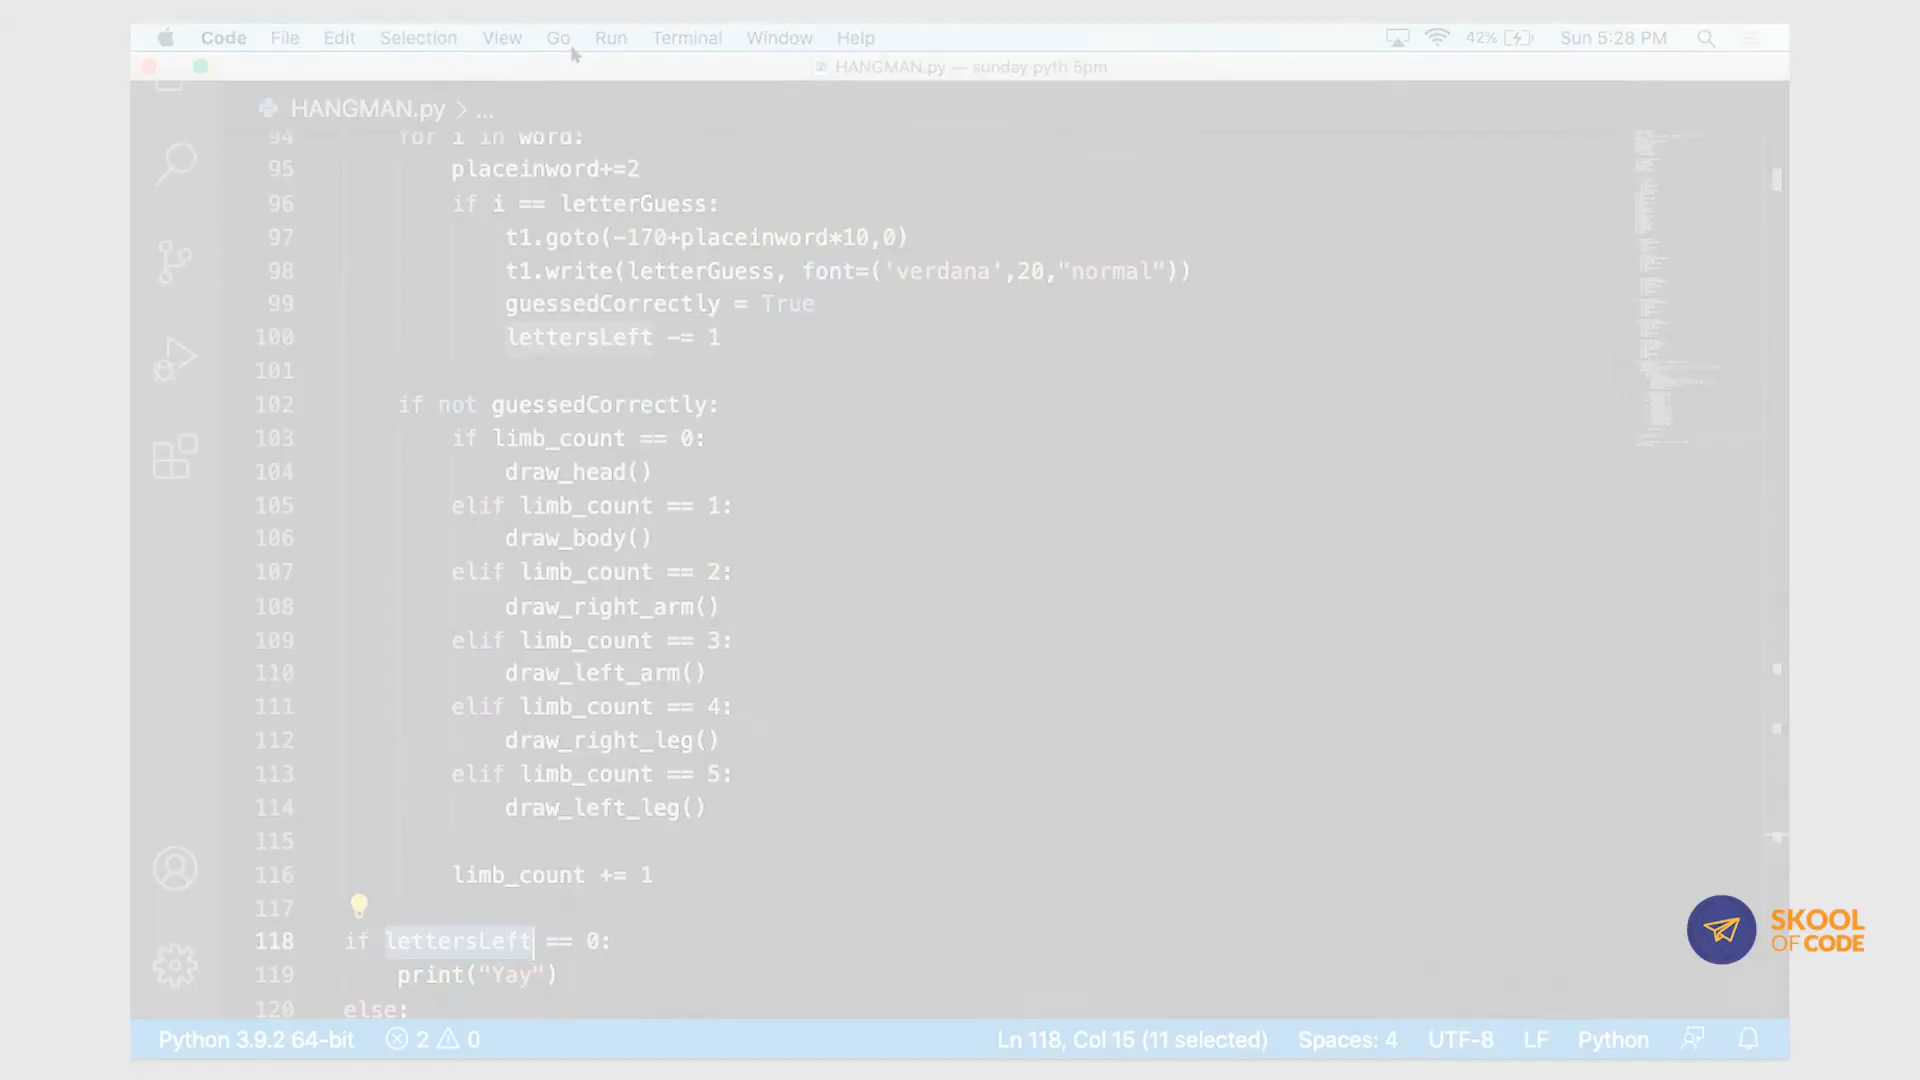 Code File Edit Selection View Go Run Terminal Window Help 42% Sun 5:28 PM
HANGMAN.py — sunday pyth 5pm
HANGMAN.py > ...
94 for i in word:
95 placeinword+=2
96 if i == letterGuess:
97 t1.goto(-170+placeinword*10,0)
98 t1.write(letterGuess, font=('verdana',20,"normal"))
99 guessedCorrectly = True
100 lettersLeft -= 1
101
102 if not guessedCorrectly:
103 if limb_count == 0:
104 draw_head()
105 elif limb_count == 1:
106 draw_body()
107 elif limb_count == 2:
108 draw_right_arm()
109 elif limb_count == 3:
110 draw_left_arm()
111 elif limb_count == 4:
112 draw_right_leg()
113 elif limb_count == 5:
114 draw_left_leg()
115
116 limb_count += 1
117
118 if lettersLeft == 0:
119 print("Yay")
120 else:
SKOOL
OF CODE
Python 3.9.2 64-bit 2 0 Ln 118, Col 15 (11 selected) Spaces: 4 UTF-8 LF Python